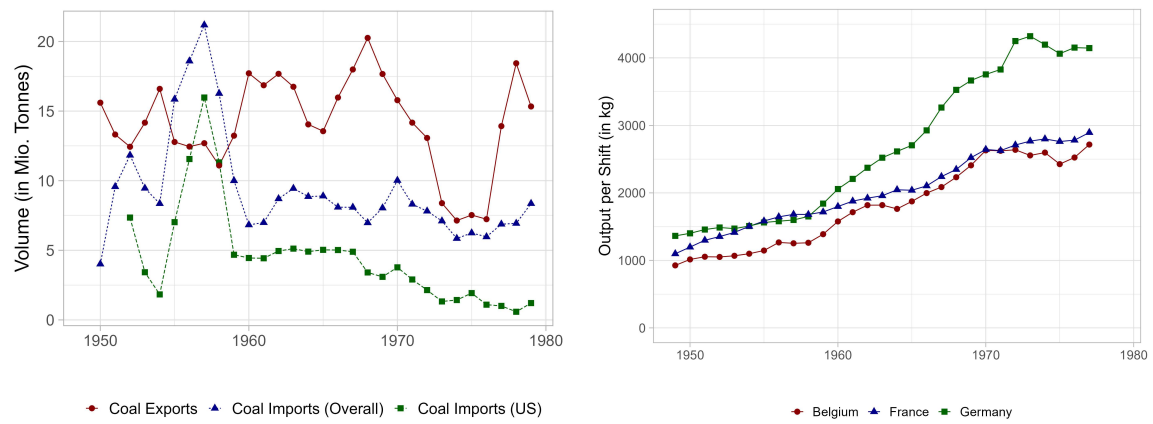 Volume (in Mio. Tonnes)
20
15
10
5
0
1950 1960 1970 1980
Coal Exports Coal Imports (Overall) Coal Imports (US)
Output per Shift (in kg)
4000
3000
2000
1000
0
1950 1960 1970 1980
Belgium France Germany